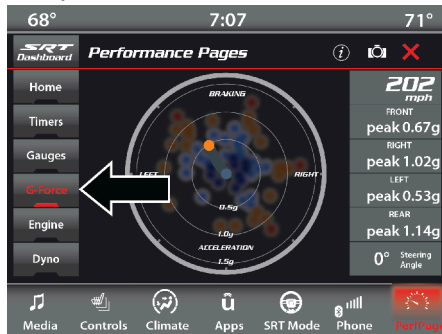 68°
7:07
71°
SRT
Dashboard
Performance Pages
i
Home
Timers
Gauges
G-Force
Engine
Dyno
BRAKING
LEFT
RIGHT
0.5g
1.0g
ACCELERATION
1.5g
202
mph
FRONT
peak 0.67g
RIGHT
peak 1.02g
LEFT
peak 0.53g
REAR
peak 1.14g
0° Steering
Angle
Media
Controls
Climate
Apps
SRT Mode
Phone